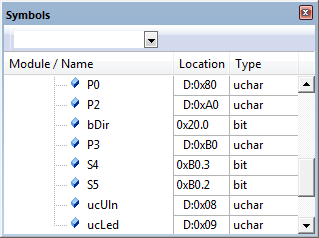 Symbols
Module / Name Location Type
P0 D:0x80 uchar
P2 D:0xA0 uchar
bDir 0x20.0 bit
P3 D:0xB0 uchar
S4 0xB0.3 bit
S5 0xB0.2 bit
ucUIn D:0x08 uchar
ucLed D:0x09 uchar